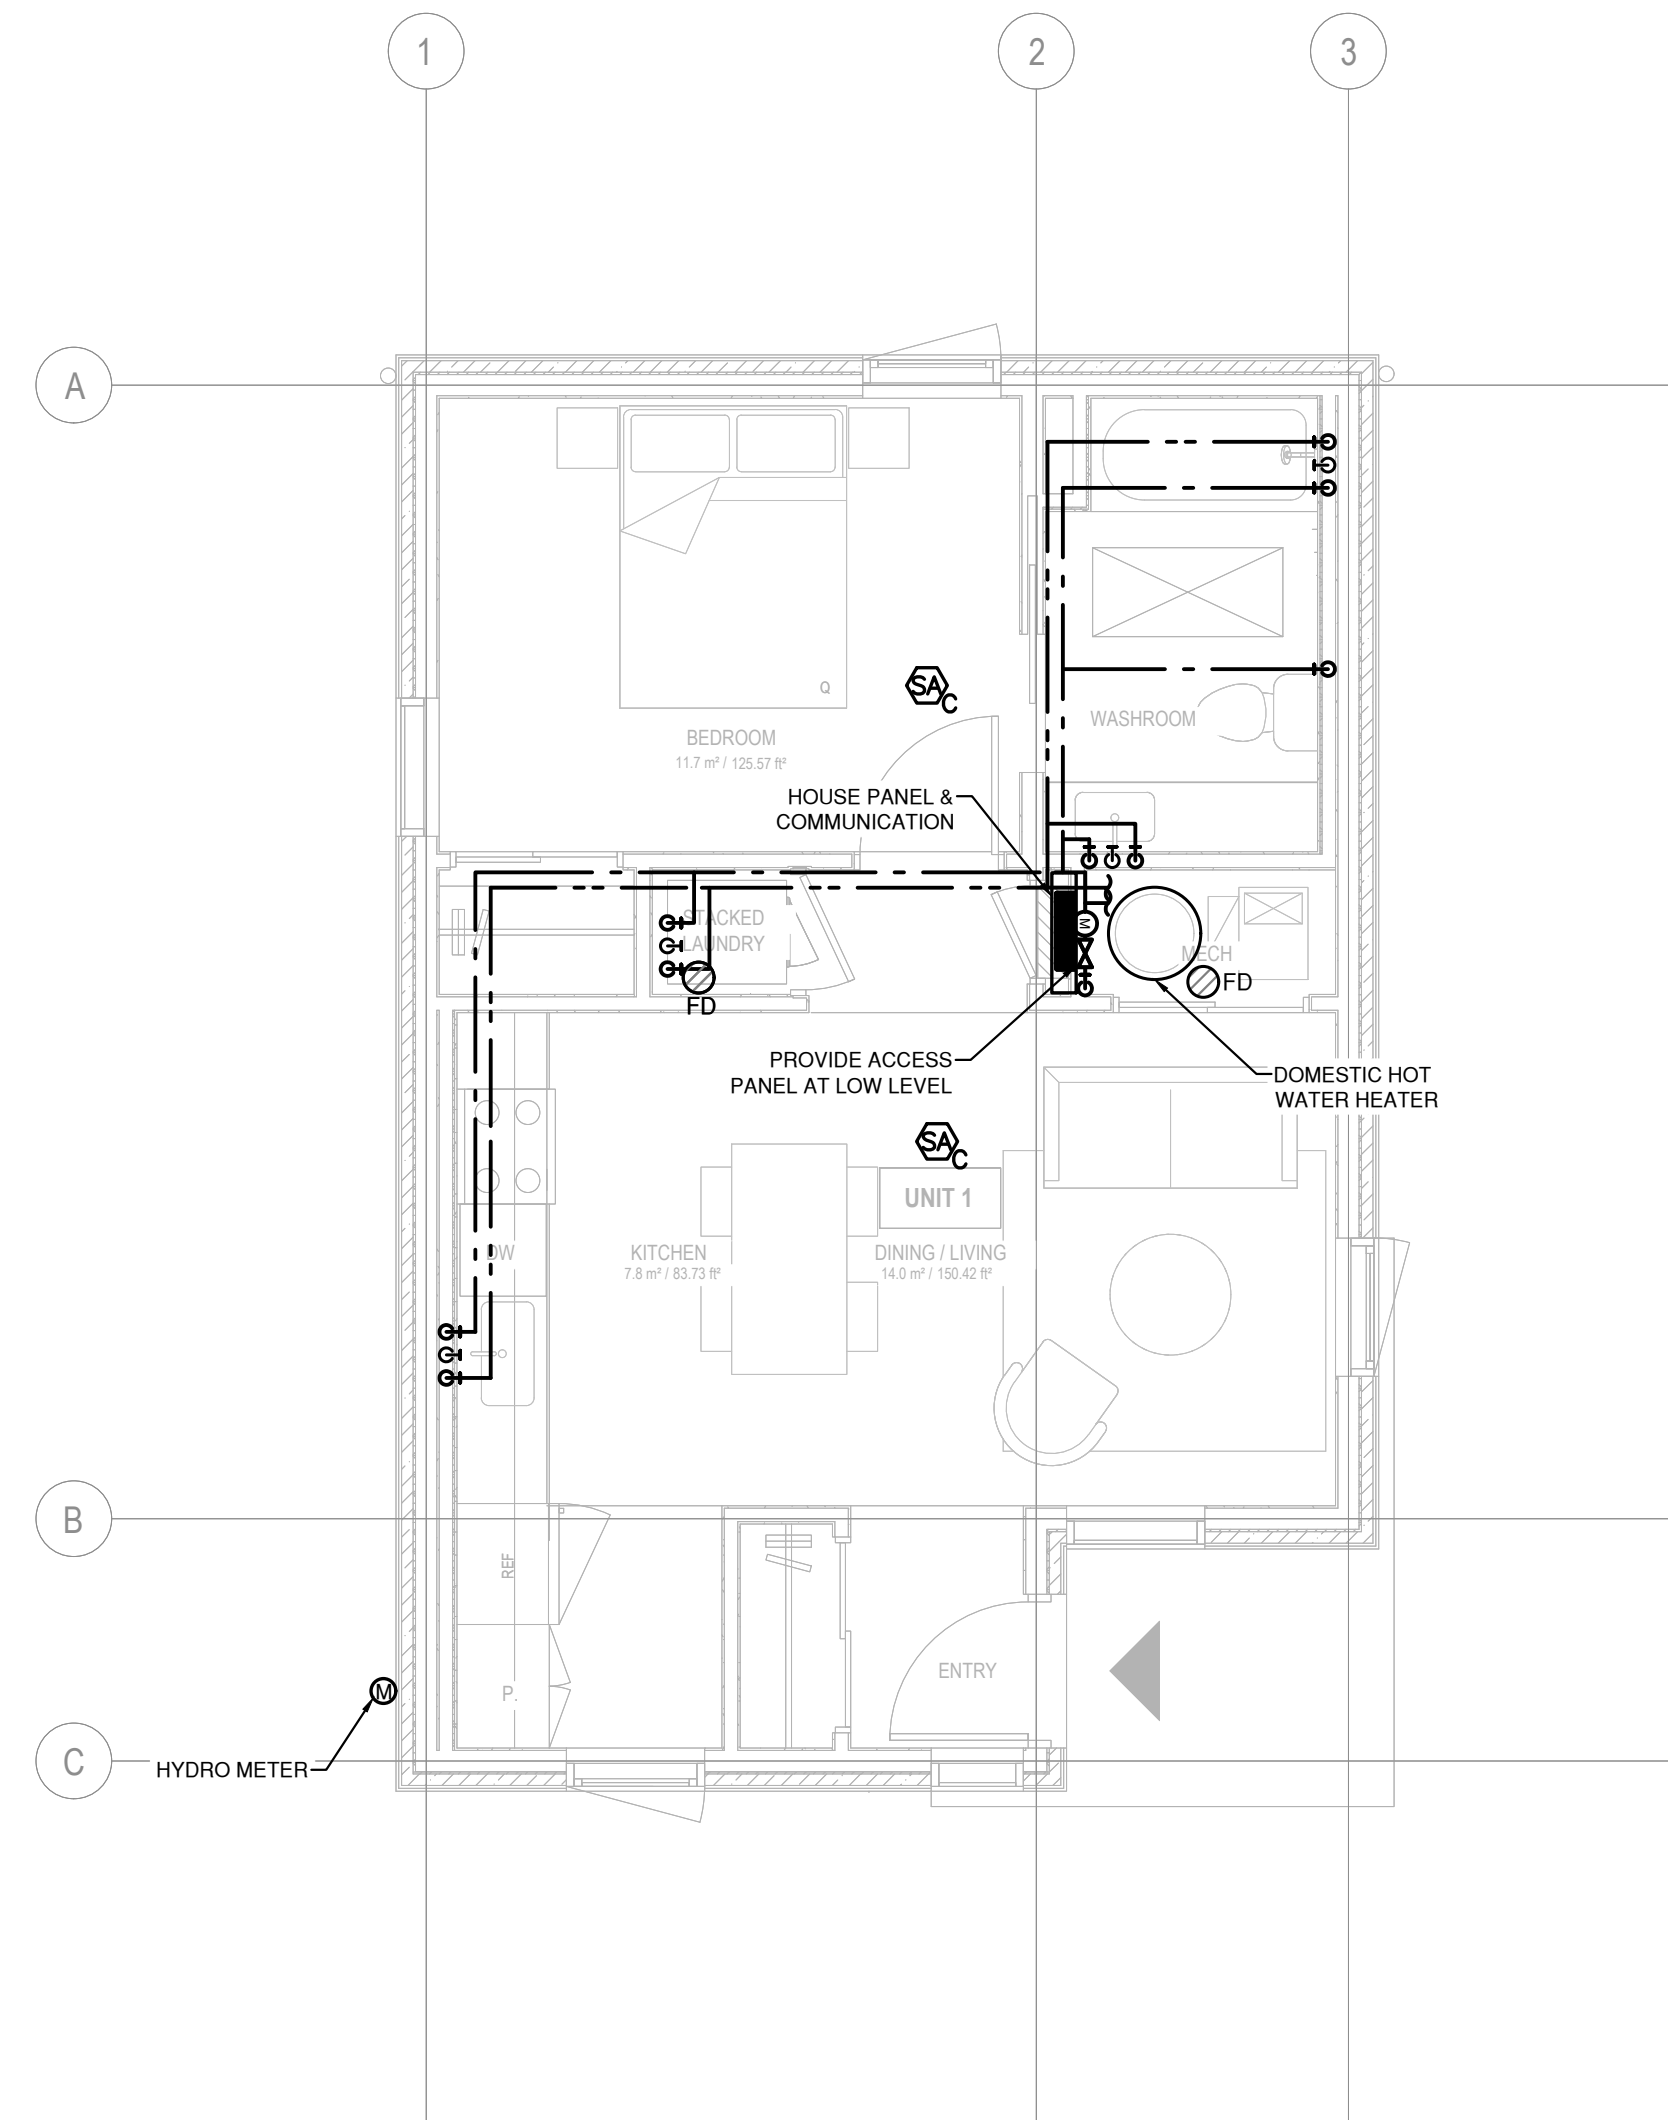 1
2
3
A
Q
SA
C
WASHROOM
BEDROOM
11.7 m² / 125.57 ft²
HOUSE PANEL &
COMMUNICATION
STACKED
LAUNDRY
M
MECH
FD
FD
PROVIDE ACCESS
PANEL AT LOW LEVEL
DOMESTIC HOT
WATER HEATER
SA
C
UNIT 1
DW
KITCHEN
7.8 m² / 83.73 ft²
DINING / LIVING
14.0 m² / 150.42 ft²
B
REF
ENTRY
P.
M
C
HYDRO METER